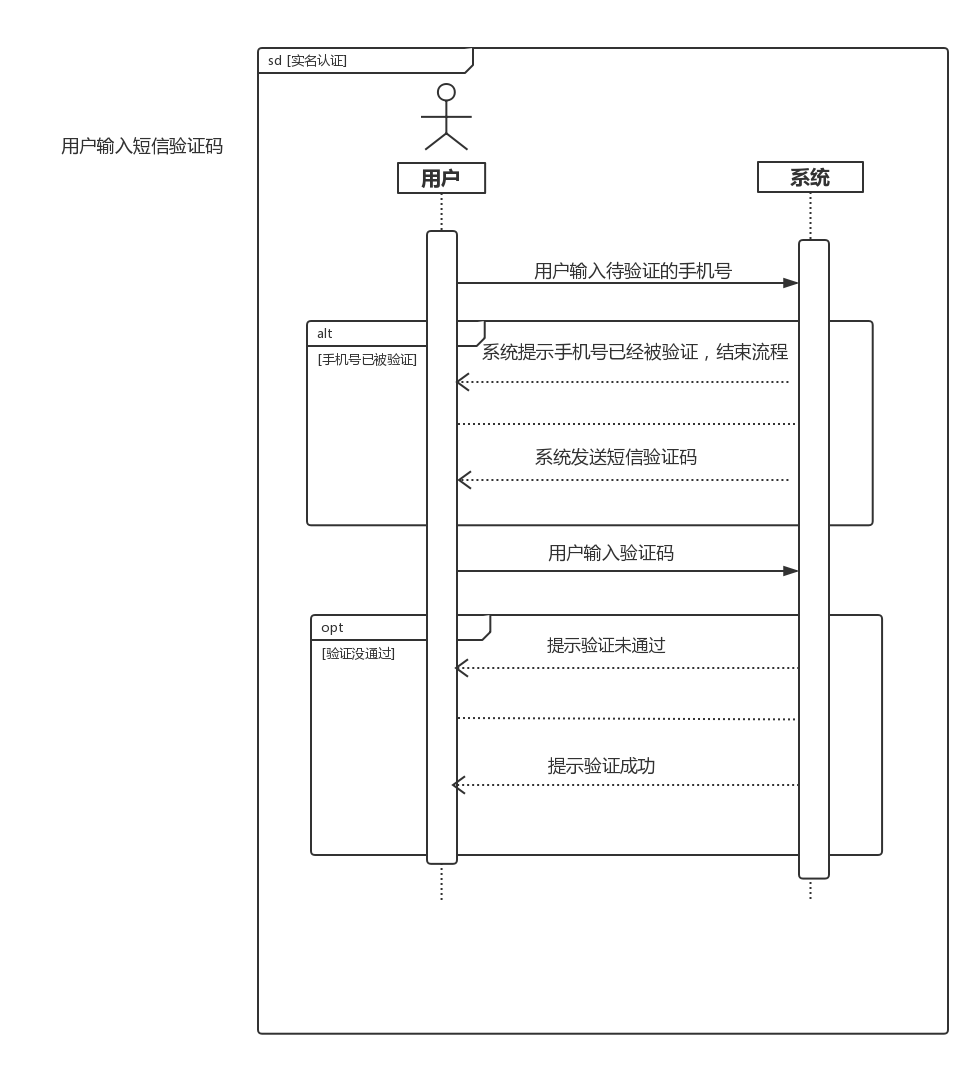 sd [实名认证]
用户输入短信验证码
用户
系统
用户输入待验证的手机号
alt
[手机号已被验证]
系统提示手机号已经被验证，结束流程
系统发送短信验证码
用户输入验证码
opt
[验证没通过]
提示验证未通过
提示验证成功